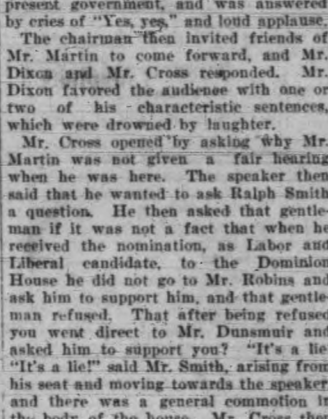 present government, and was answered
by cries of "Yes, yes," and loud applause.
The chairman then invited friends of
Mr. Martin to come forward, and Mr.
Dixon and Mr. Cross responded. Mr.
Dixon favored the audience with one or
two of his characteristic sentences,
which were drowned by laughter.
Mr. Cross opened by asking why Mr.
Martin was not given a fair hearing
when he was here. The speaker then
said that he wanted to ask Ralph Smith
a question. He then asked that gentle-
man if it was not a fact that when he
received the nomination, as Labor and
Liberal candidate, to the Dominion
House he did not go to Mr. Robins and
ask him to support him, and that gentle-
man refused. That after being refused
you went direct to Mr. Dunsmuir and
asked him to support you? "It's a lie
"It's a lie!" said Mr. Smith, arising from
his seat and moving towards the speaker
and there was a general commotion in
the body of the house. Mr. Cross then